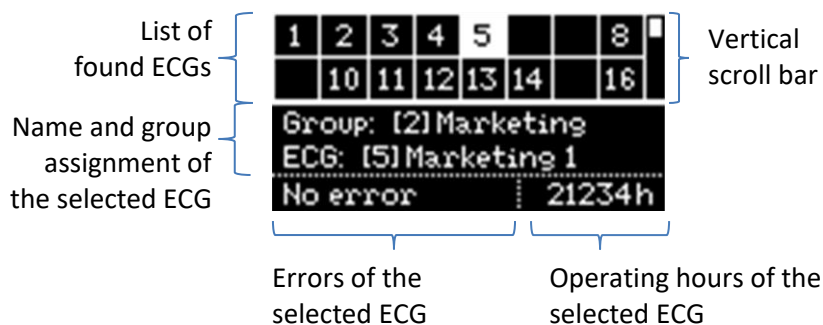 List of
found ECGs
1 2 3 4 5 8
10 11 12 13 14 16
Vertical
scroll bar
Name and group
assignment of
the selected ECG
Group: [2] Marketing
ECG: [5] Marketing 1
No error 21234h
Errors of the
selected ECG
Operating hours of the
selected ECG